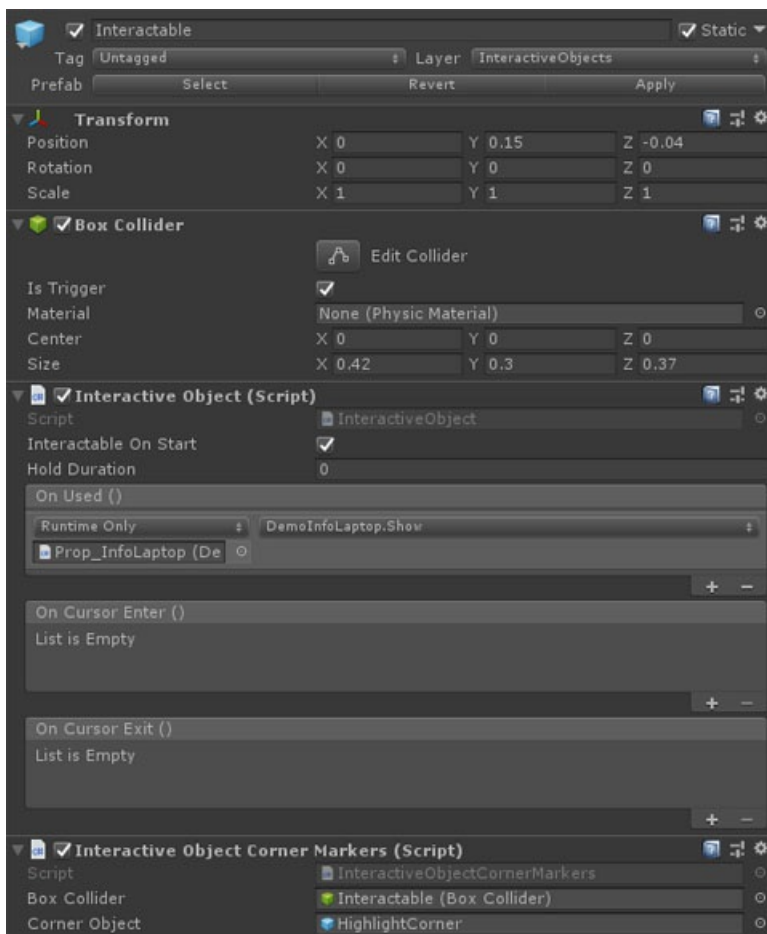 Interactable Static
Tag Untagged Layer InteractiveObjects
Prefab Select Revert Apply
Transform
Position X 0 Y 0.15 Z -0.04
Rotation X 0 Y 0 Z 0
Scale X 1 Y 1 Z 1
Box Collider
Edit Collider
Is Trigger
Material None (Physic Material)
Center X 0 Y 0 Z 0
Size X 0.42 Y 0.3 Z 0.37
Interactive Object (Script)
Script InteractiveObject
Interactable On Start
Hold Duration 0
On Used ()
Runtime Only DemoInfoLaptop.Show
Prop_InfoLaptop (De
+ −
On Cursor Enter ()
List is Empty
+ −
On Cursor Exit ()
List is Empty
+ −
Interactive Object Corner Markers (Script)
Script InteractiveObjectCornerMarkers
Box Collider Interactable (Box Collider)
Corner Object HighlightCorner